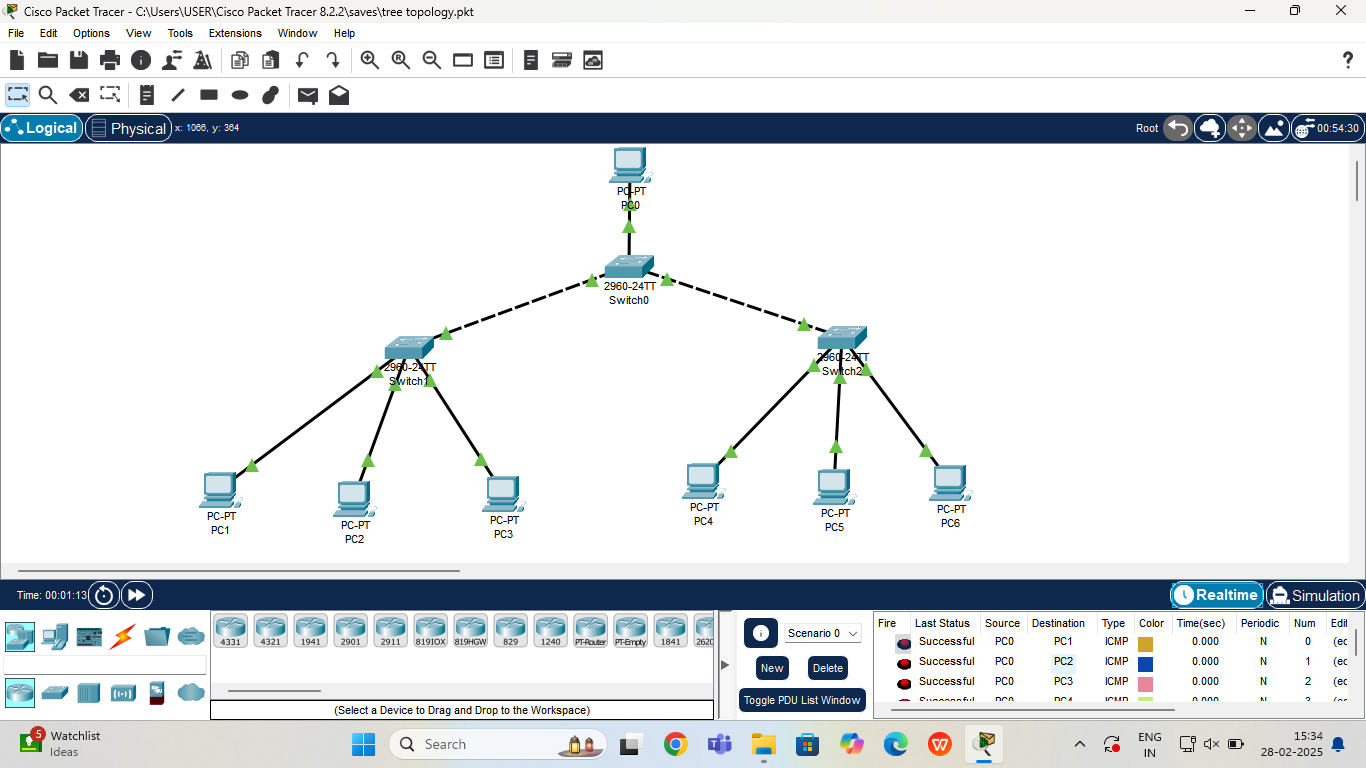 Cisco Packet Tracer - C:\Users\USER\Cisco Packet Tracer 8.2.2\saves\tree topology.pkt
File Edit Options View Tools Extensions Window Help
Logical Physical x: 1066, y: 364 Root 00:54:30
PC-PT
PC0
2960-24TT
Switch0
2960-24TT
Switch1
2960-24TT
Switch2
PC-PT
PC1
PC-PT
PC2
PC-PT
PC3
PC-PT
PC4
PC-PT
PC5
PC-PT
PC6
Time: 00:01:13 Realtime Simulation
4331 4321 1941 2901 2911 819IOX 819HGW 829 1240 PT-Router PT-Empty 1841 2620
(Select a Device to Drag and Drop to the Workspace)
Scenario 0
New Delete
Toggle PDU List Window
Fire Last Status Source Destination Type Color Time(sec) Periodic Num Edit
Successful PC0 PC1 ICMP 0.000 N 0 (ec
Successful PC0 PC2 ICMP 0.000 N 1 (ec
Successful PC0 PC3 ICMP 0.000 N 2 (ec
Successful PC0 PC4 ICMP 0.000 N 3 (ec
5 Watchlist
Ideas
Search
ENG
IN
15:34
28-02-2025